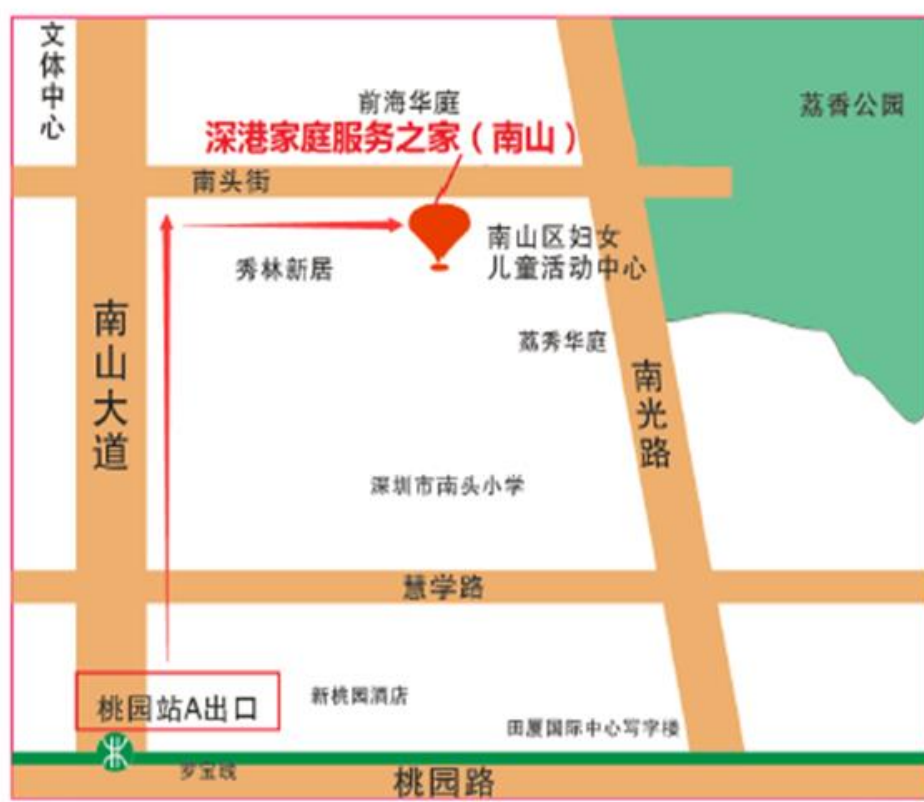 文体中心
前海华庭
荔香公园
深港家庭服务之家（南山）
南头街
南山区妇女
儿童活动中心
秀林新居
南山大道
荔秀华庭
南光路
深圳市南头小学
慧学路
新桃园酒店
桃园站A出口
田厦国际中心写字楼
罗宝线
桃园路